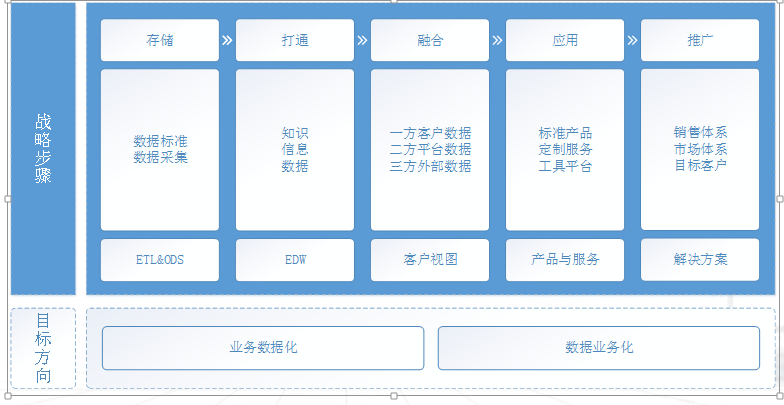 战略步骤
存储
打通
融合
应用
推广
数据标准
数据采集
知识
信息
数据
一方客户数据
二方平台数据
三方外部数据
标准产品
定制服务
工具平台
销售体系
市场体系
目标客户
ETL&ODS
EDW
客户视图
产品与服务
解决方案
目标方向
业务数据化
数据业务化